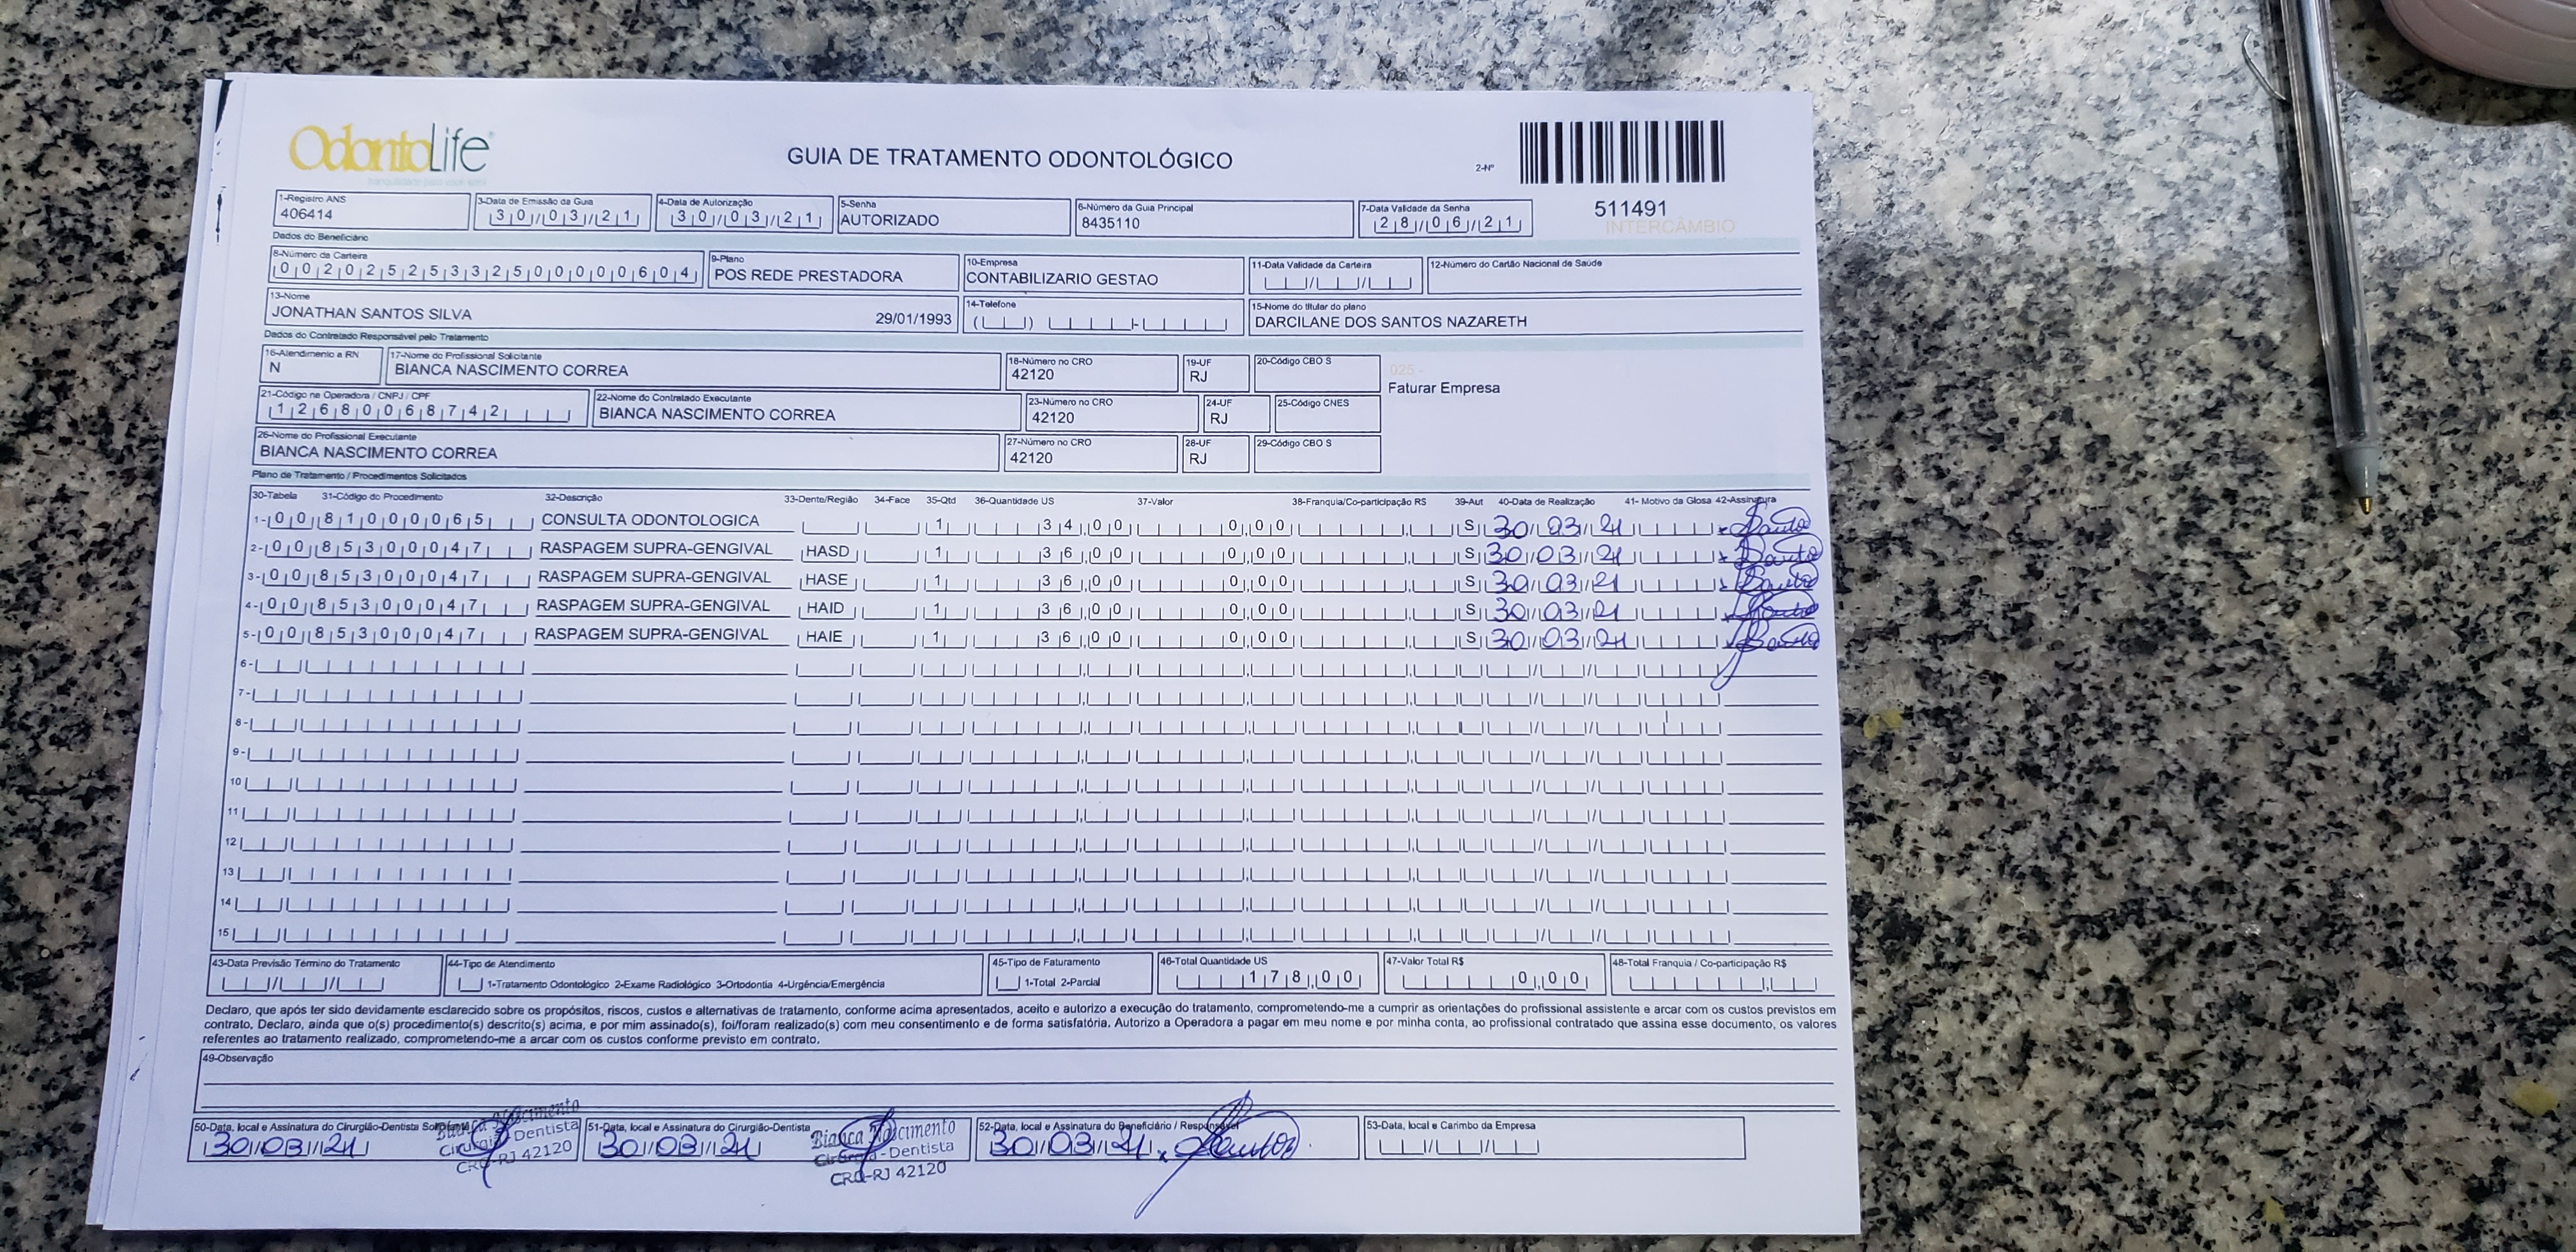 OdontoLife
GUIA DE TRATAMENTO ODONTOLÓGICO
2-Nº
511491
INTERCÂMBIO
1-Registro ANS 3-Data de Emissão da Guia 4-Data de Autorização 5-Senha 6-Número da Guia Principal 7-Data Validade da Senha
406414 30/03/21 30/03/21 AUTORIZADO 8435110 28/06/21
Dados do Beneficiário
8-Número da Carteira 9-Plano 10-Empresa 11-Data Validade da Carteira 12-Número do Cartão Nacional de Saúde
00202525332500000604 POS REDE PRESTADORA CONTABILIZARIO GESTAO
13-Nome 14-Telefone 15-Nome do titular do plano
JONATHAN SANTOS SILVA 29/01/1993 DARCILANE DOS SANTOS NAZARETH
Dados do Contratado Responsável pelo Tratamento
16-Atendimento a RN 17-Nome do Profissional Solicitante 18-Número no CRO 19-UF 20-Código CBO S
N BIANCA NASCIMENTO CORREA 42120 RJ
025 -
Faturar Empresa
21-Código na Operadora / CNPJ / CPF 22-Nome do Contratado Executante 23-Número no CRO 24-UF 25-Código CNES
12680068742 BIANCA NASCIMENTO CORREA 42120 RJ
26-Nome do Profissional Executante 27-Número no CRO 28-UF 29-Código CBO S
BIANCA NASCIMENTO CORREA 42120 RJ
Plano de Tratamento / Procedimentos Solicitados
30-Tabela 31-Código do Procedimento 32-Descrição 33-Dente/Região 34-Face 35-Qtd 36-Quantidade US 37-Valor 38-Franquia/Co-participação R$ 39-Aut 40-Data de Realização 41- Motivo da Glosa 42-Assinatura
1- 00 81000065 CONSULTA ODONTOLOGICA 1 34,00 0,00 S 30/03/21 Santos
2- 00 85300047 RASPAGEM SUPRA-GENGIVAL HASD 1 36,00 0,00 S 30/03/21 Santos
3- 00 85300047 RASPAGEM SUPRA-GENGIVAL HASE 1 36,00 0,00 S 30/03/21 Santos
4- 00 85300047 RASPAGEM SUPRA-GENGIVAL HAID 1 36,00 0,00 S 30/03/21 Santos
5- 00 85300047 RASPAGEM SUPRA-GENGIVAL HAIE 1 36,00 0,00 S 30/03/21 Santos
6-
7-
8-
9-
10
11
12
13
14
15
43-Data Previsão Término do Tratamento 44-Tipo de Atendimento 45-Tipo de Faturamento 46-Total Quantidade US 47-Valor Total R$ 48-Total Franquia / Co-participação R$
1-Tratamento Odontológico 2-Exame Radiológico 3-Ortodontia 4-Urgência/Emergência 1-Total 2-Parcial 178,00 0,00
Declaro, que após ter sido devidamente esclarecido sobre os propósitos, riscos, custos e alternativas de tratamento, conforme acima apresentados, aceito e autorizo a execução do tratamento, comprometendo-me a cumprir as orientações do profissional assistente e arcar com os custos previstos em
contrato. Declaro, ainda que o(s) procedimento(s) descrito(s) acima, e por mim assinado(s), foi/foram realizado(s) com meu consentimento e de forma satisfatória. Autorizo a Operadora a pagar em meu nome e por minha conta, ao profissional contratado que assina esse documento, os valores
referentes ao tratamento realizado, comprometendo-me a arcar com os custos conforme previsto em contrato.
49-Observação
50-Data, local e Assinatura do Cirurgião-Dentista Solicitante 51-Data, local e Assinatura do Cirurgião-Dentista 52-Data, local e Assinatura do Beneficiário / Responsável 53-Data, local e Carimbo da Empresa
30/03/21 30/03/21 30/03/21 x Santos
Bianca Nascimento
Cirurgiã-Dentista
CRO-RJ 42120
Bianca Nascimento
Cirurgiã-Dentista
CRO-RJ 42120